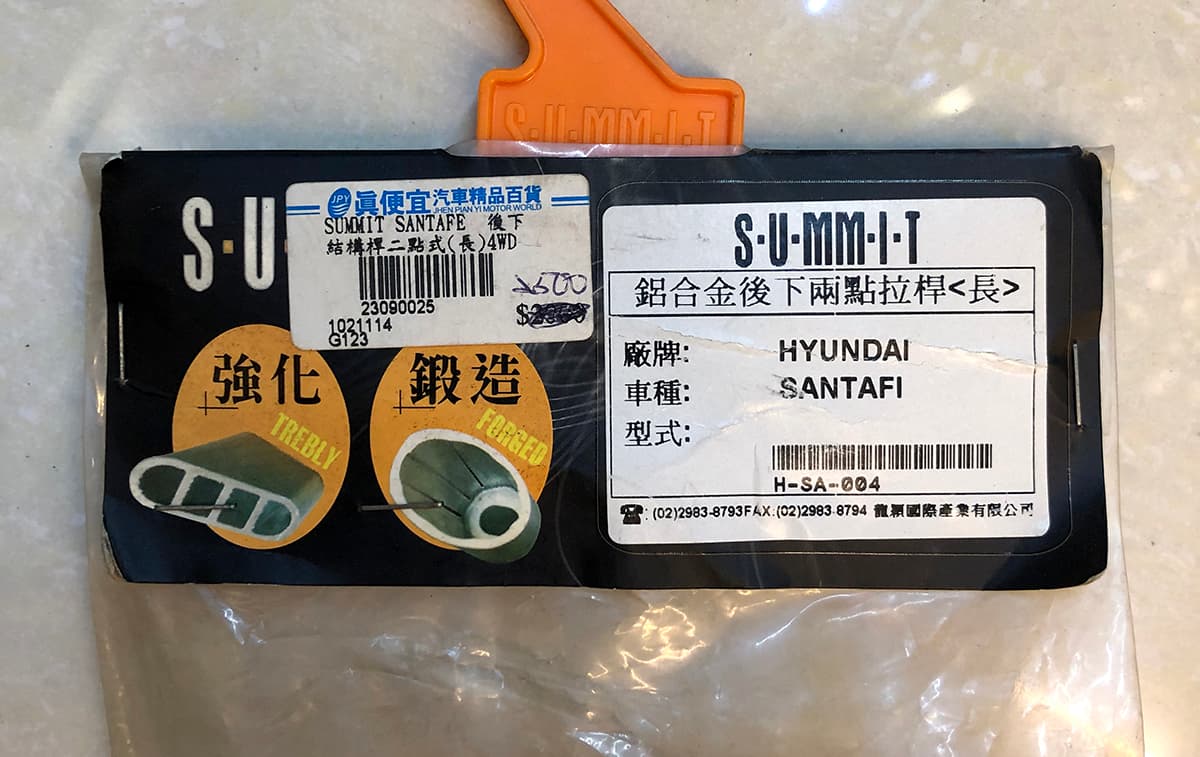 S·U·MM·I·T
S·U
JPY 眞便宜 汽車精品百貨
JHEN PIAN YI MOTOR WORLD
SUMMIT SANTAFE 後下
結構桿二點式(長)4WD
23090025
1021114
G123
強化
TREBLY
鍛造
FORGED
S·U·MM·I·T
鋁合金後下兩點拉桿<長>
廠牌: HYUNDAI
車種: SANTAFI
型式:
H-SA-004
☎:(02)2983-8793FAX:(02)2983-8794 龍穎國際產業有限公司